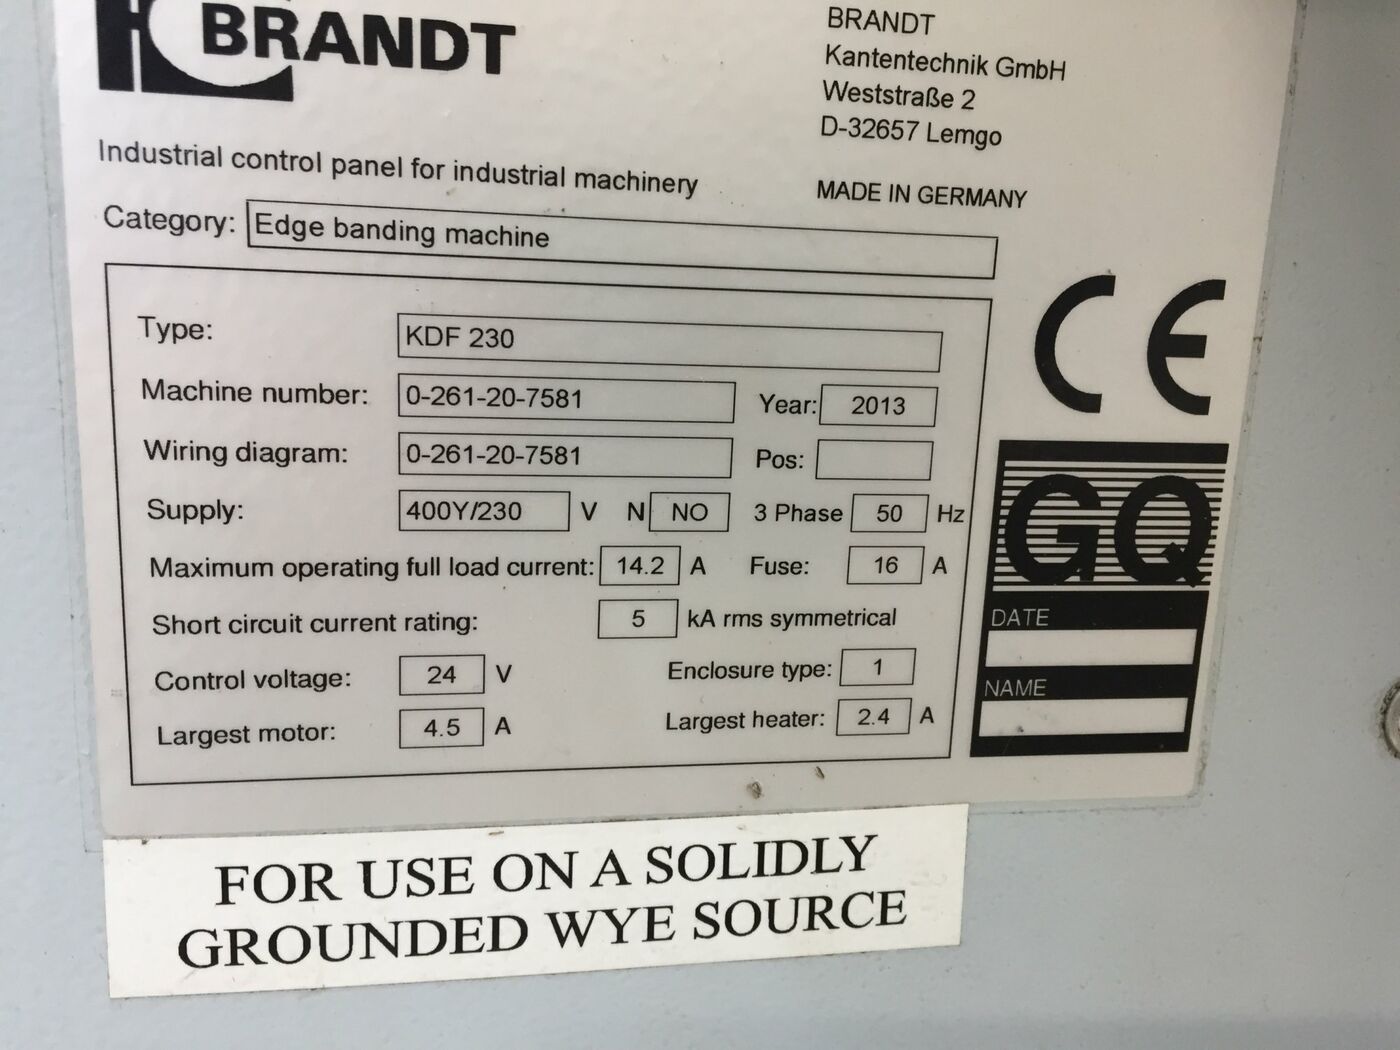 BRANDT
BRANDT
Kantentechnik GmbH
Weststraße 2
D-32657 Lemgo
Industrial control panel for industrial machinery
MADE IN GERMANY
Category: Edge banding machine
CE
Type: KDF 230
Machine number: 0-261-20-7581 Year: 2013
Wiring diagram: 0-261-20-7581 Pos:
Supply: 400Y/230 V N NO 3 Phase 50 Hz
Maximum operating full load current: 14.2 A Fuse: 16 A
Short circuit current rating: 5 kA rms symmetrical
Control voltage: 24 V Enclosure type: 1
Largest motor: 4.5 A Largest heater: 2.4 A
GQ
DATE
NAME
FOR USE ON A SOLIDLY
GROUNDED WYE SOURCE